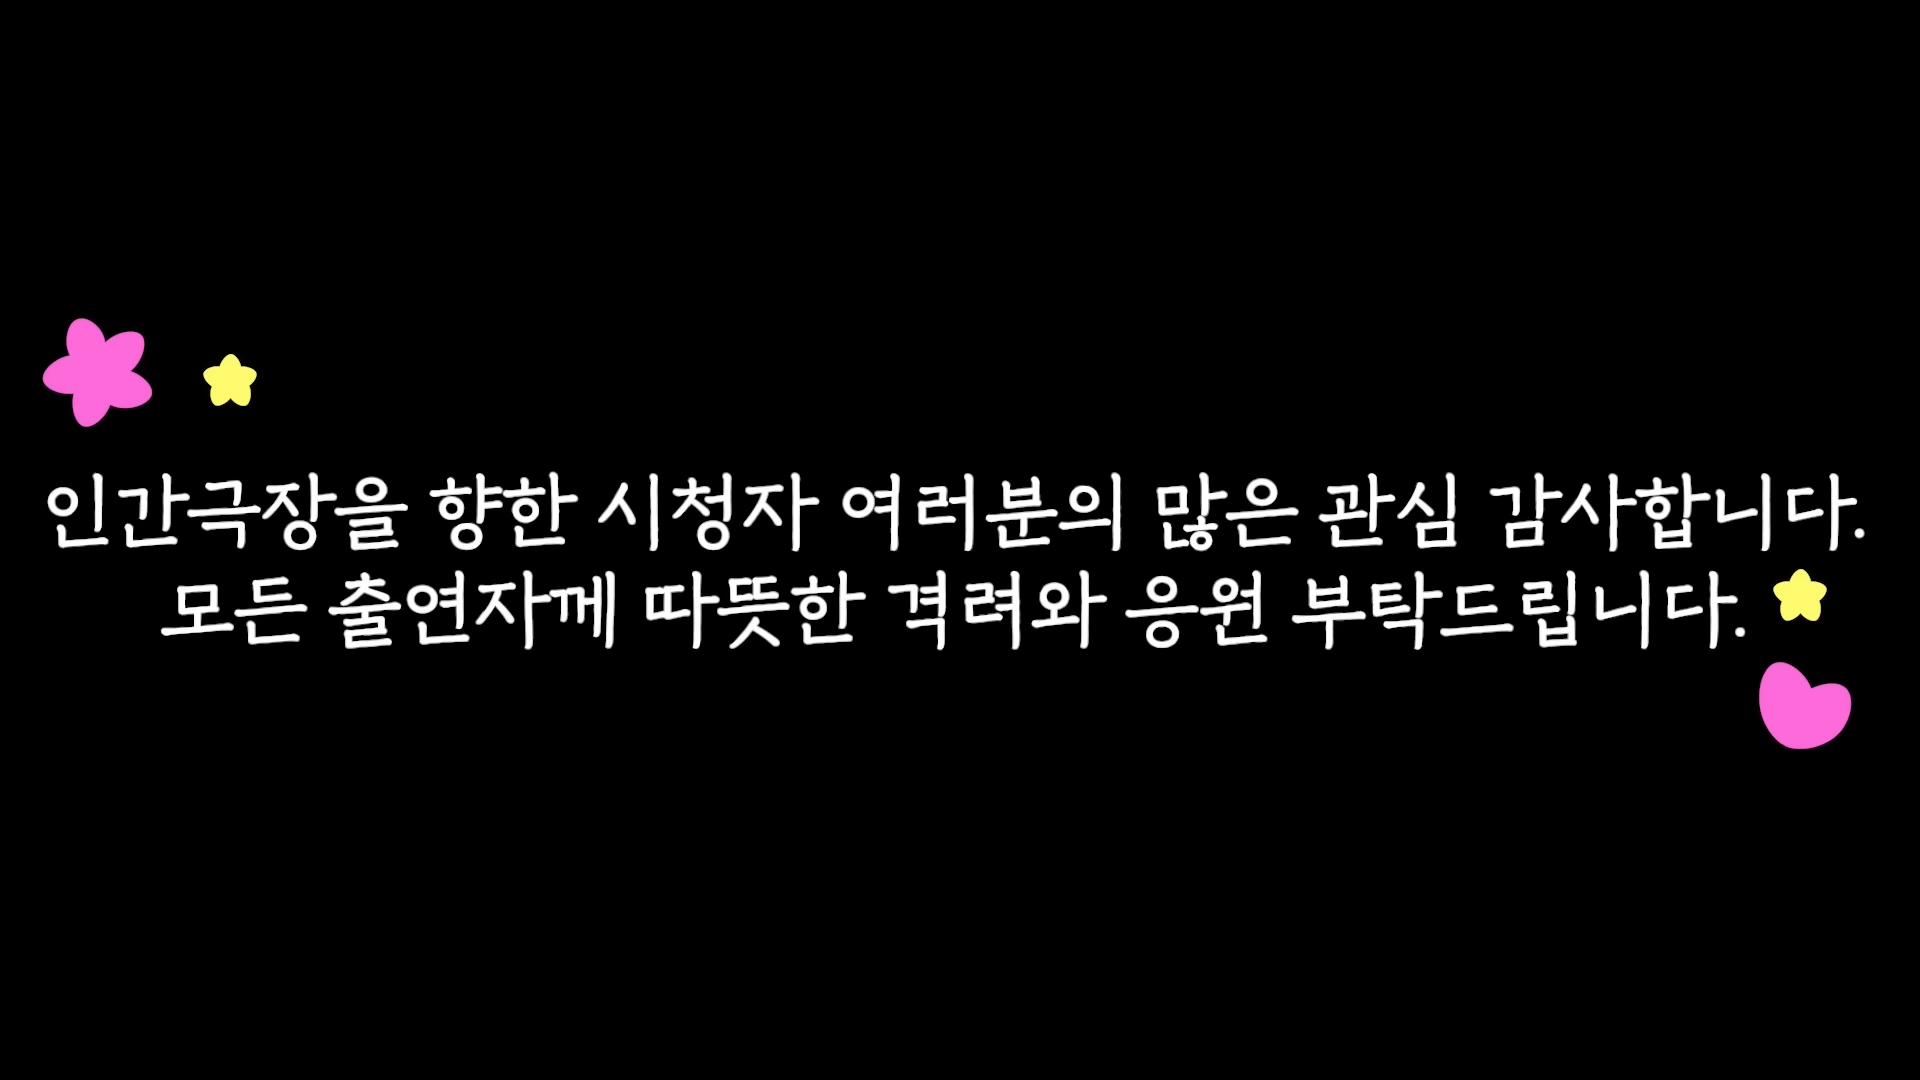 인간극장을 향한 시청자 여러분의 많은 관심 감사합니다.
모든 출연자께 따뜻한 격려와 응원 부탁드립니다.